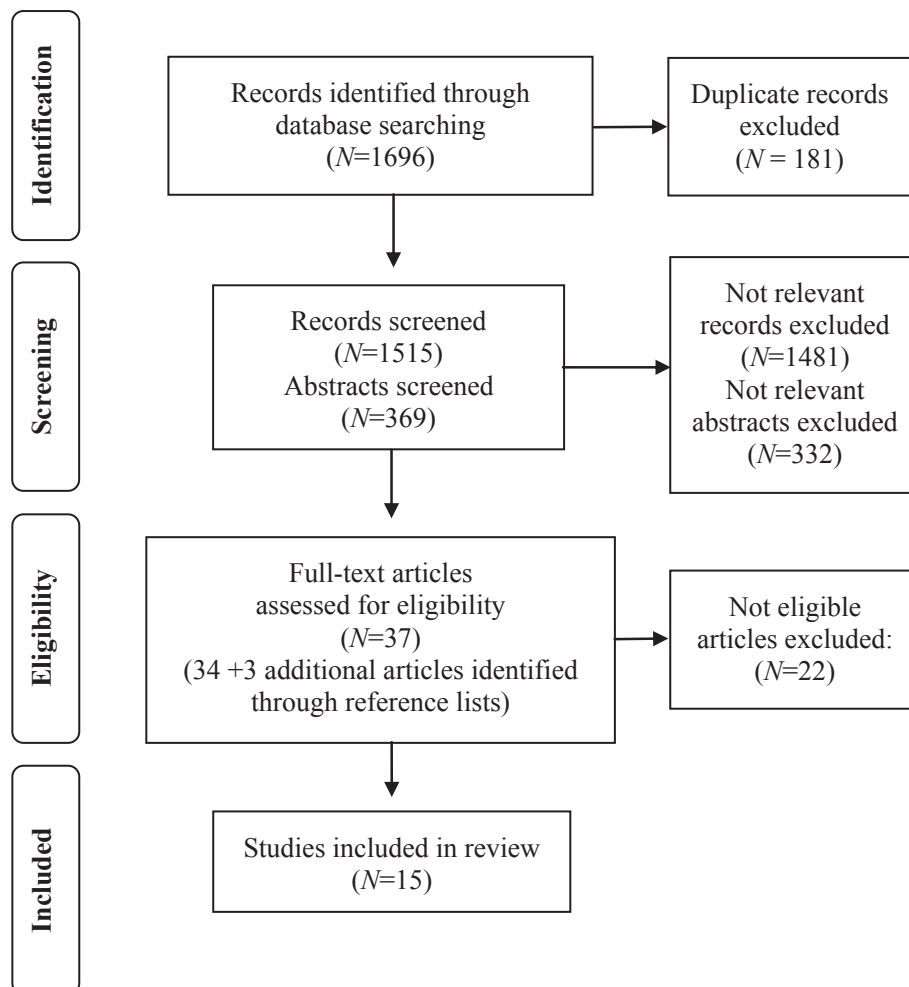 Identification
Records identified through
database searching
(N=1696)
Duplicate records
excluded
(N = 181)
Screening
Records screened
(N=1515)
Abstracts screened
(N=369)
Not relevant
records excluded
(N=1481)
Not relevant
abstracts excluded
(N=332)
Eligibility
Full-text articles
assessed for eligibility
(N=37)
(34 +3 additional articles identified
through reference lists)
Not eligible
articles excluded:
(N=22)
Included
Studies included in review
(N=15)